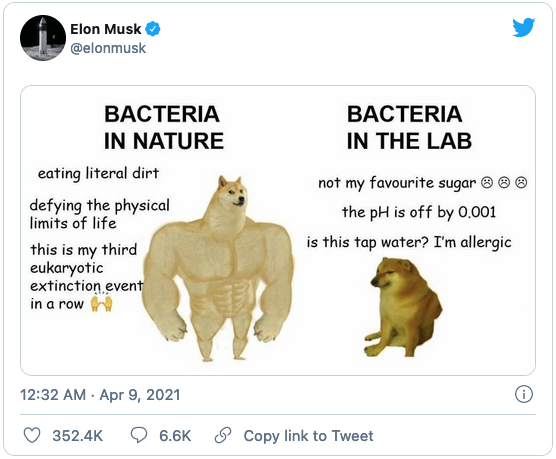 Elon Musk
@elonmusk
BACTERIA
IN NATURE
eating literal dirt
defying the physical
limits of life
this is my third
eukaryotic
extinction event
in a row 🙌
BACTERIA
IN THE LAB
not my favourite sugar ☹ ☹ ☹
the pH is off by 0.001
is this tap water? I'm allergic
12:32 AM · Apr 9, 2021
352.4K 6.6K Copy link to Tweet